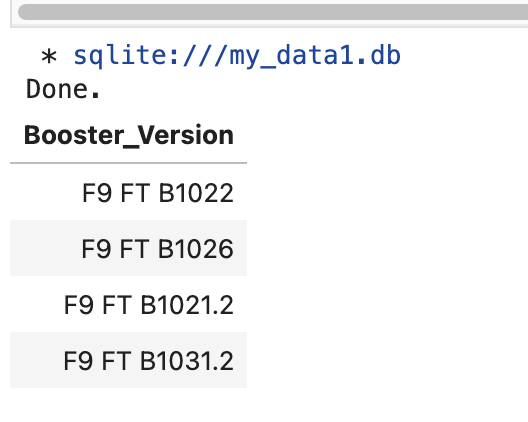 * sqlite:///my_data1.db
Done.
Booster_Version
F9 FT B1022
F9 FT B1026
F9 FT B1021.2
F9 FT B1031.2